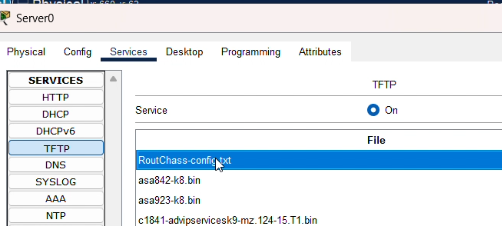 Server0
Physical Config Services Desktop Programming Attributes
SERVICES
HTTP
DHCP
DHCPv6
TFTP
DNS
SYSLOG
AAA
NTP
TFTP
Service On
File
RoutChass-config.txt
asa842-k8.bin
asa923-k8.bin
c1841-advipservicesk9-mz.124-15.T1.bin